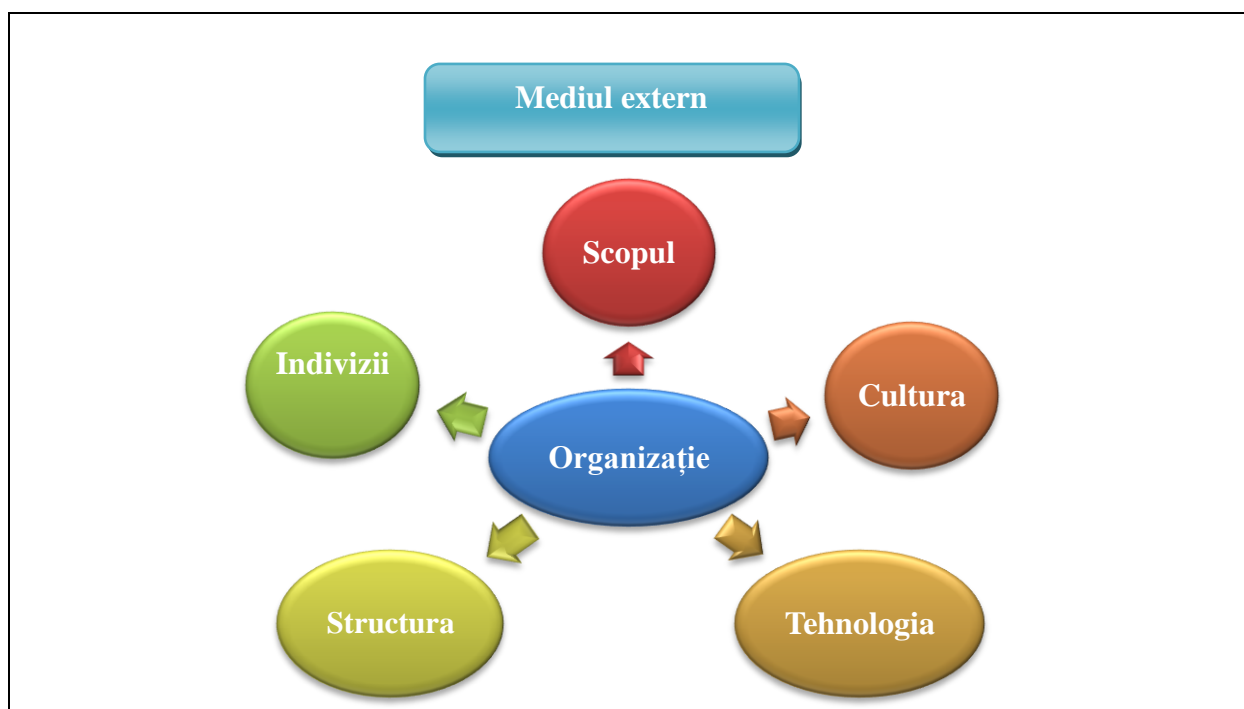 Mediul extern
Scopul
Indivizii
Cultura
Organizație
Structura
Tehnologia